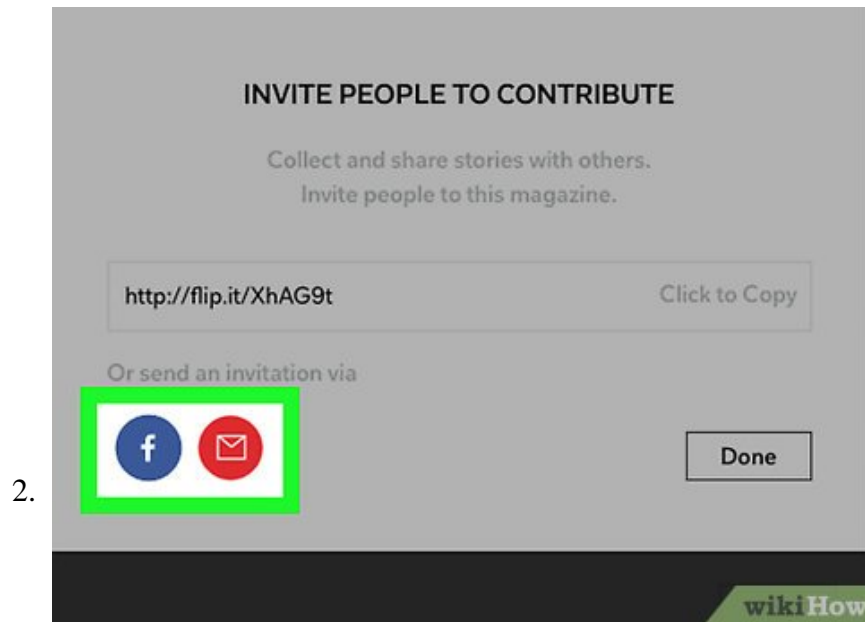 INVITE PEOPLE TO CONTRIBUTE
Collect and share stories with others.
Invite people to this magazine.
http://flip.it/XhAG9t Click to Copy
Or send an invitation via
f
Done
2.
wikiHow